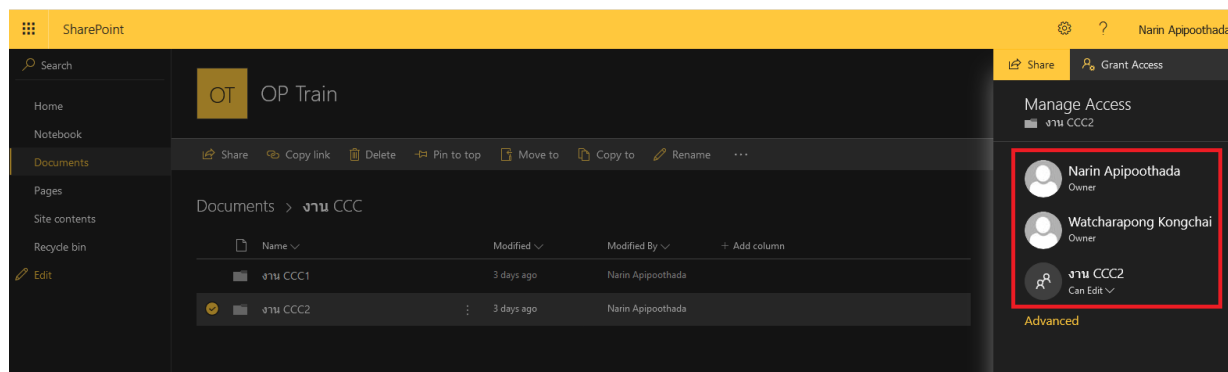 SharePoint
?
Narin Apipoothada
Search
Home
Notebook
Documents
Pages
Site contents
Recycle bin
Edit
OT
OP Train
Share Copy link Delete Pin to top Move to Copy to Rename ...
Documents > งาน CCC
Name Modified Modified By + Add column
งาน CCC1 3 days ago Narin Apipoothada
งาน CCC2 3 days ago Narin Apipoothada
Share Grant Access
Manage Access
งาน CCC2
Narin Apipoothada
Owner
Watcharapong Kongchai
Owner
งาน CCC2
Can Edit
Advanced